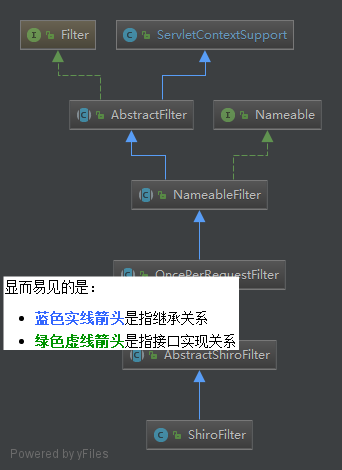 Filter
ServletContextSupport
AbstractFilter
Nameable
NameableFilter
OncePerRequestFilter
显而易见的是：
蓝色实线箭头是指继承关系
绿色虚线箭头是指接口实现关系
AbstractShiroFilter
ShiroFilter
Powered by yFiles